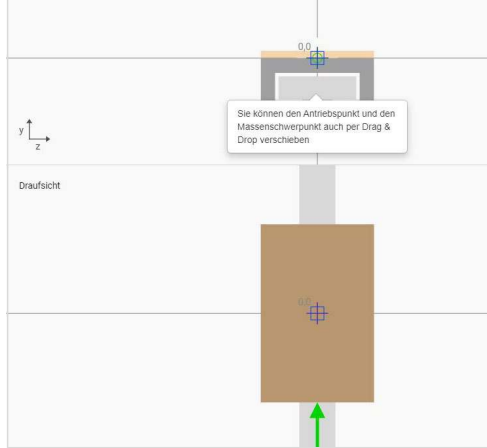 0,0
Sie können den Antriebspunkt und den
Massenschwerpunkt auch per Drag &
Drop verschieben
y
z
Draufsicht
0,0